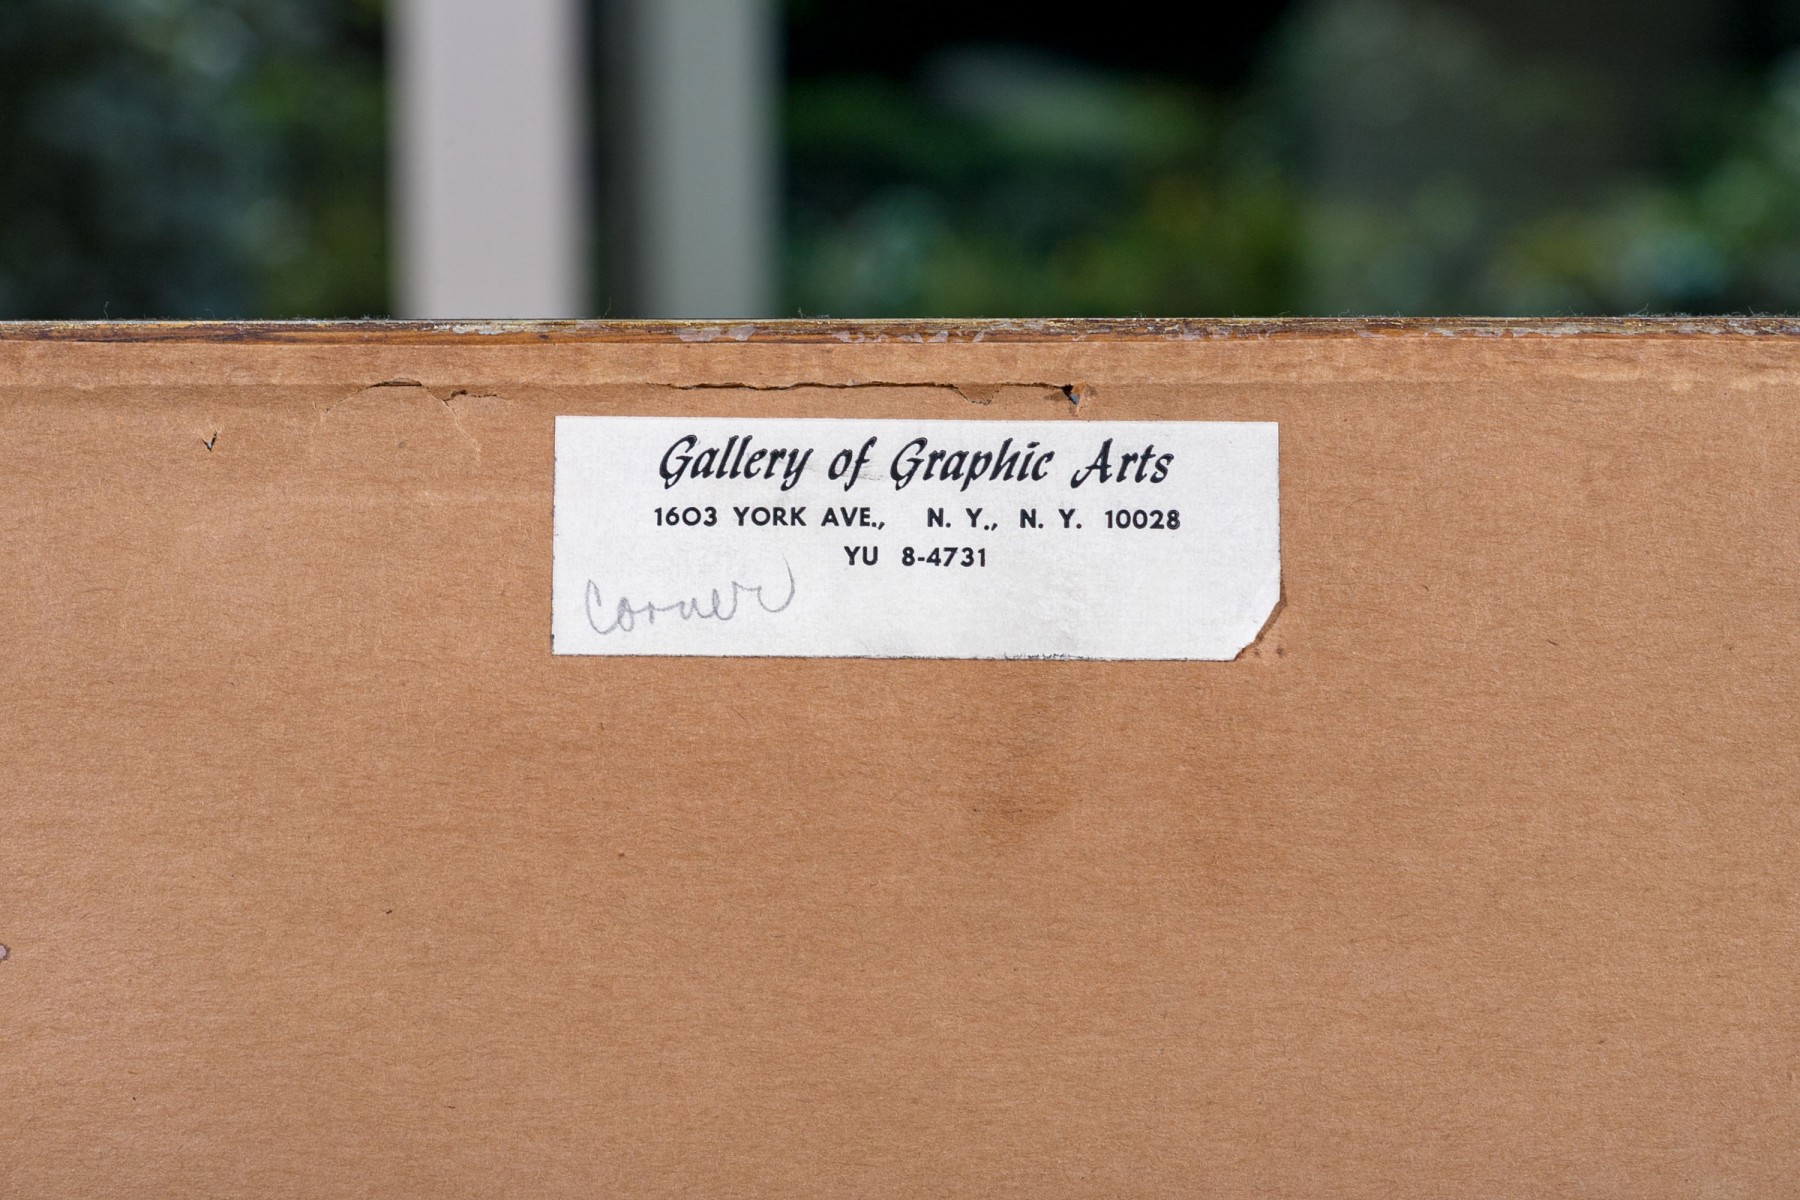 Gallery of Graphic Arts
1603 YORK AVE., N. Y., N. Y. 10028
YU 8-4731
Corner